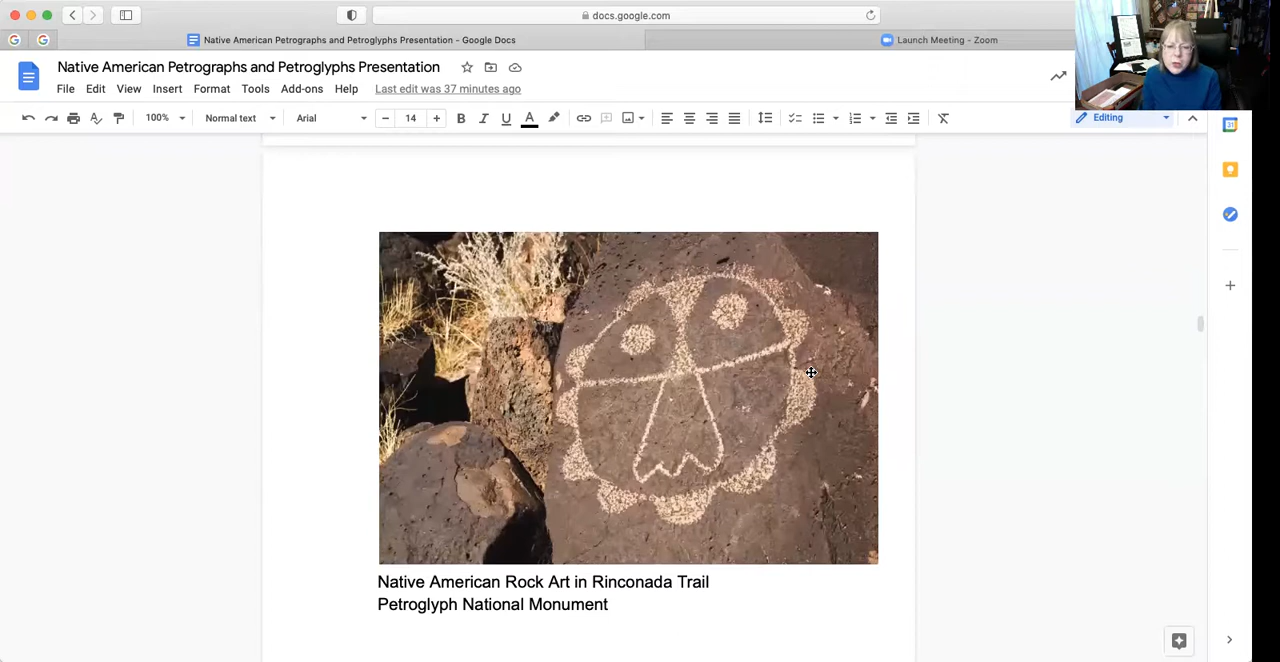 docs.google.com
Native American Petrographs and Petroglyphs Presentation - Google Docs
Launch Meeting - Zoom
Native American Petrographs and Petroglyphs Presentation
File Edit View Insert Format Tools Add-ons Help Last edit was 37 minutes ago
100% Normal text Arial 14 Editing
Native American Rock Art in Rinconada Trail
Petroglyph National Monument